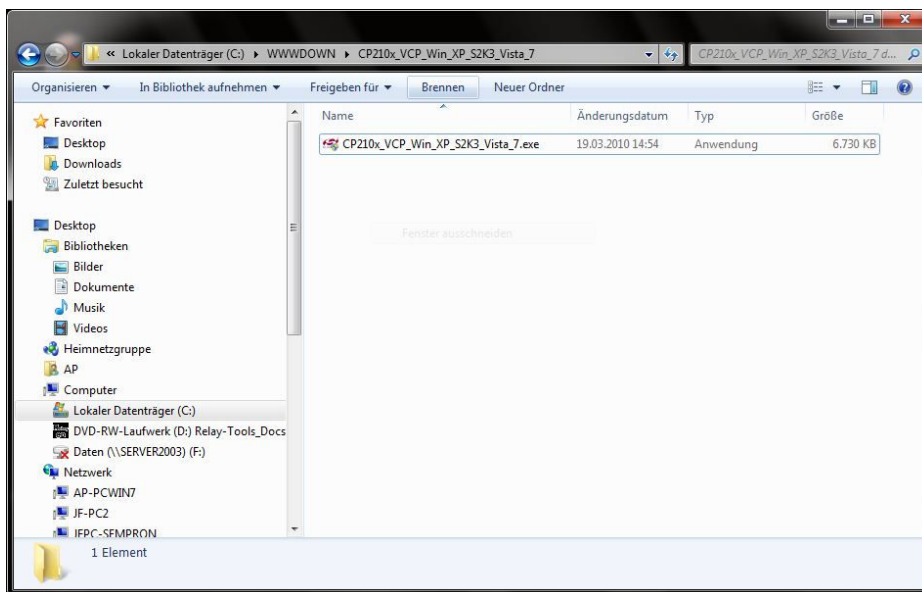 « Lokaler Datenträger (C:) ▸ WWWDOWN ▸ CP210x_VCP_Win_XP_S2K3_Vista_7
CP210x_VCP_Win_XP_S2K3_Vista_7 d...
Organisieren In Bibliothek aufnehmen Freigeben für Brennen Neuer Ordner
Name Änderungsdatum Typ Größe
CP210x_VCP_Win_XP_S2K3_Vista_7.exe 19.03.2010 14:54 Anwendung 6.730 KB
Fenster ausschneiden
Favoriten
Desktop
Downloads
Zuletzt besucht
Desktop
Bibliotheken
Bilder
Dokumente
Musik
Videos
Heimnetzgruppe
AP
Computer
Lokaler Datenträger (C:)
DVD-RW-Laufwerk (D:) Relay-Tools_Docs
Daten (\\SERVER2003) (F:)
Netzwerk
AP-PCWIN7
JF-PC2
JFPC-SEMPRON
1 Element